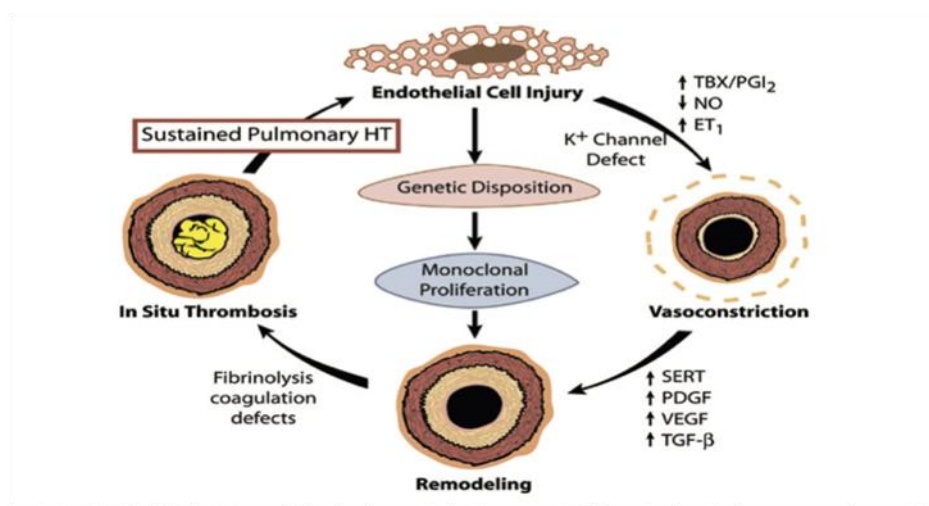 Endothelial Cell Injury
↑ TBX/PGI₂
↓ NO
↑ ET₁
K⁺ Channel
Defect
Sustained Pulmonary HT
Genetic Disposition
Monoclonal
Proliferation
In Situ Thrombosis
Vasoconstriction
Fibrinolysis
coagulation
defects
↑ SERT
↑ PDGF
↑ VEGF
↑ TGF-β
Remodeling